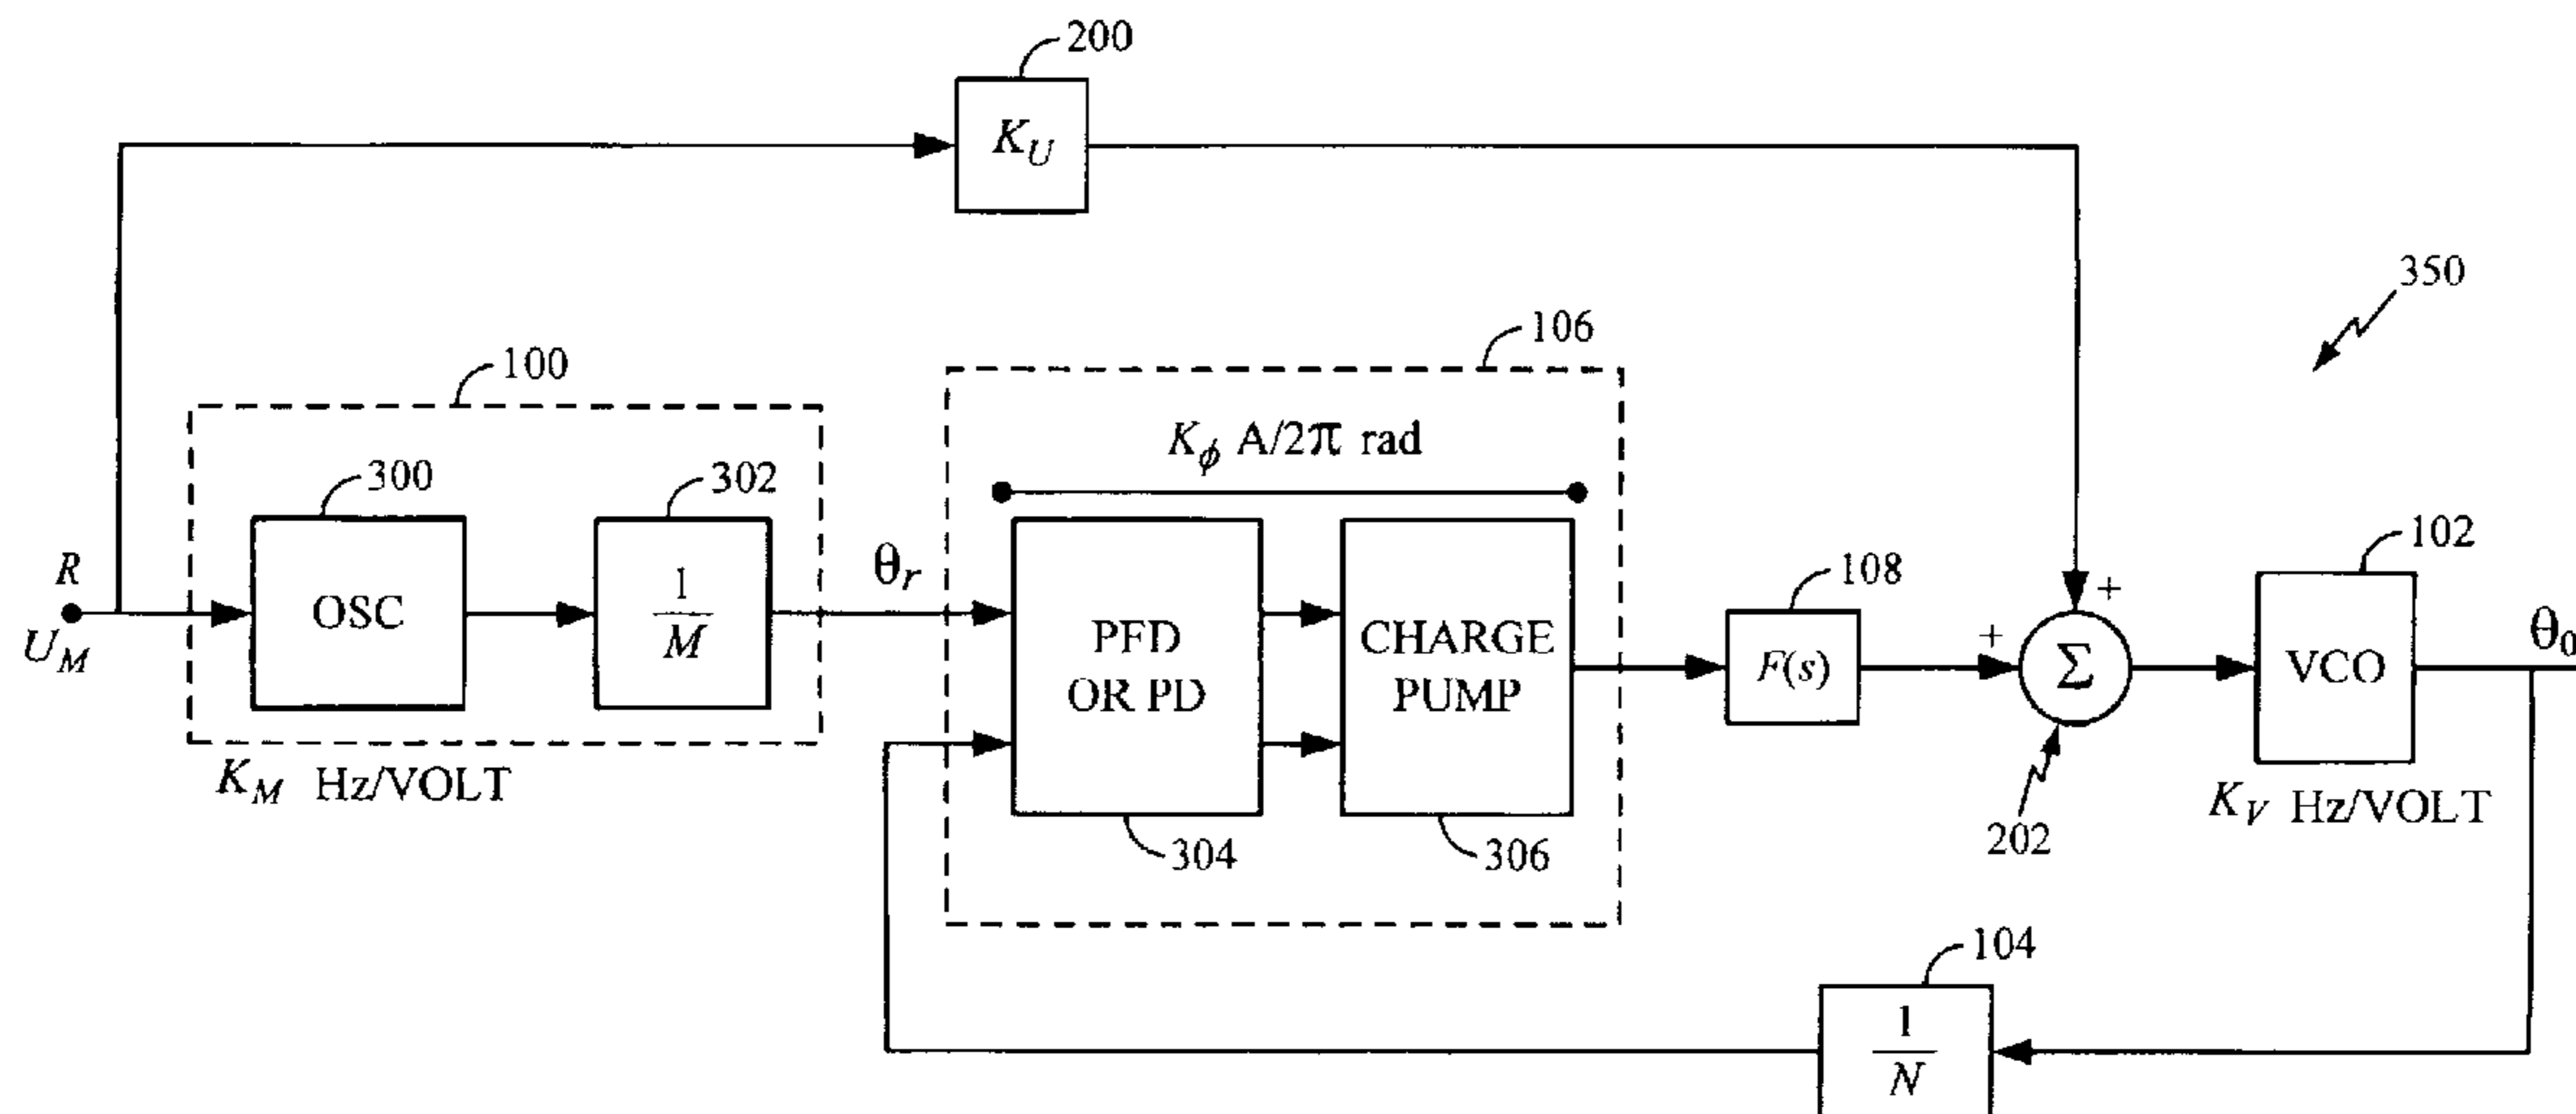 200
K_U
350
106
100
K_ϕ A/2π rad
300
302
102
R
θ_r
108
+
OSC
1
M
PFD
OR PD
CHARGE
PUMP
+
F(s)
Σ
VCO
θ_0
U_M
K_M Hz/VOLT
K_V Hz/VOLT
202
304
306
104
1
N